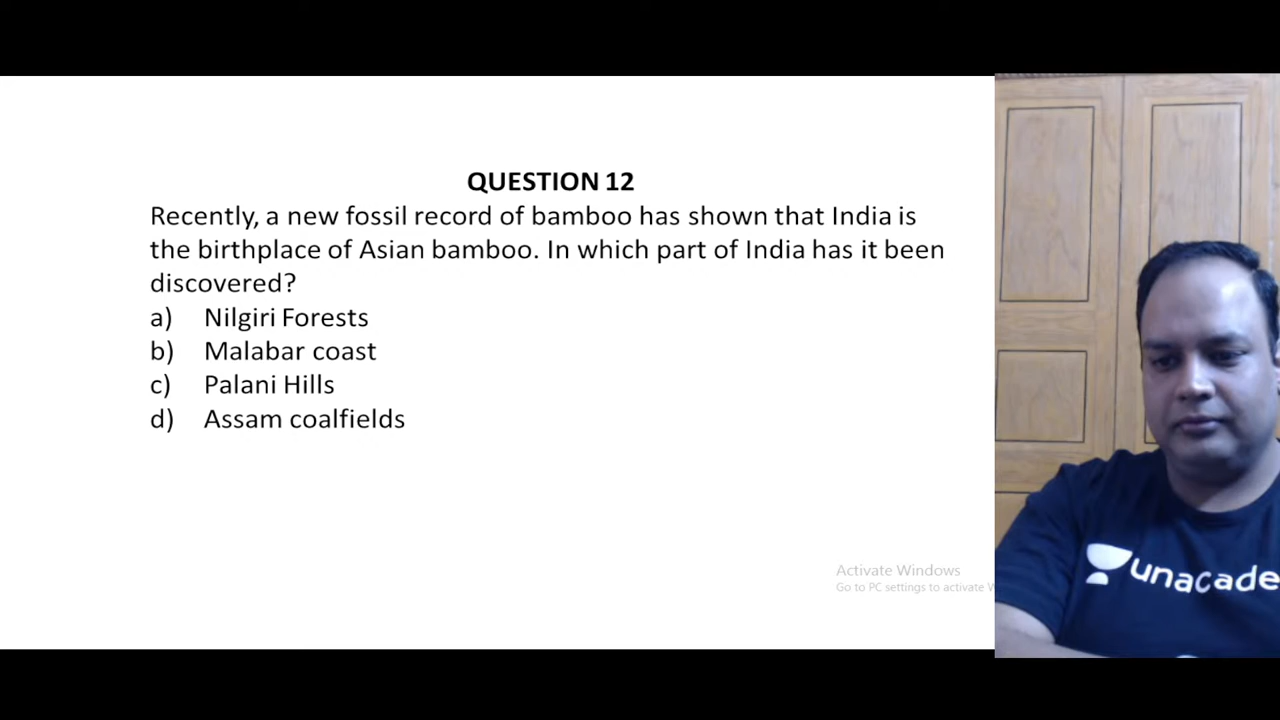 QUESTION 12
Recently, a new fossil record of bamboo has shown that India is
the birthplace of Asian bamboo. In which part of India has it been
discovered?
a) Nilgiri Forests
b) Malabar coast
c) Palani Hills
d) Assam coalfields
Activate Windows
Go to PC settings to activate W
unacade